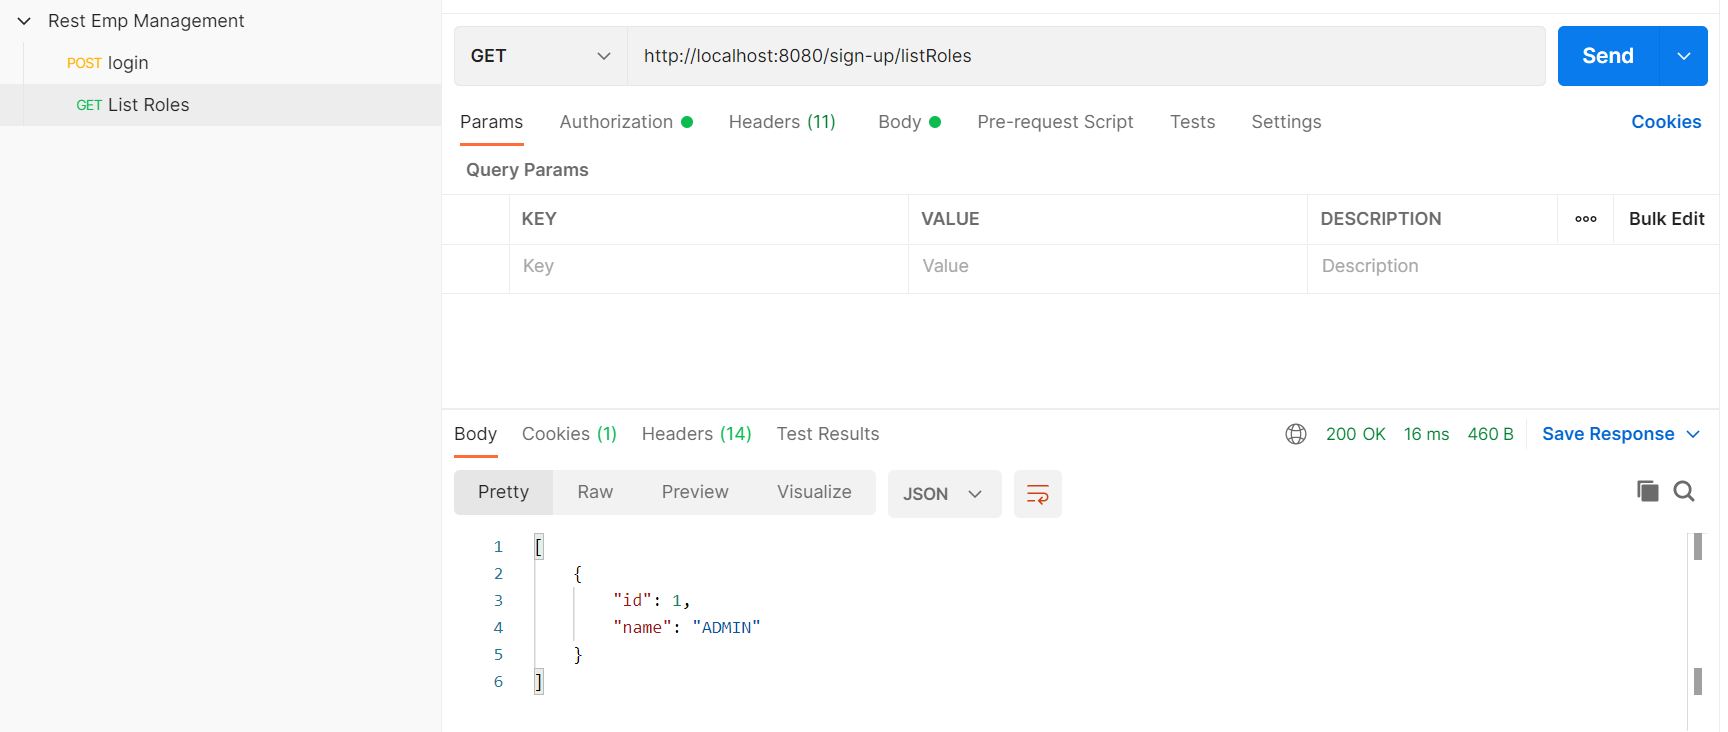 Rest Emp Management
POST login
GET List Roles
GET http://localhost:8080/sign-up/listRoles Send
Params Authorization Headers (11) Body Pre-request Script Tests Settings Cookies
Query Params
KEY VALUE DESCRIPTION ooo Bulk Edit
Key Value Description
Body Cookies (1) Headers (14) Test Results 200 OK 16 ms 460 B Save Response
Pretty Raw Preview Visualize JSON
1 [
2 {
3 "id": 1,
4 "name": "ADMIN"
5 }
6 ]